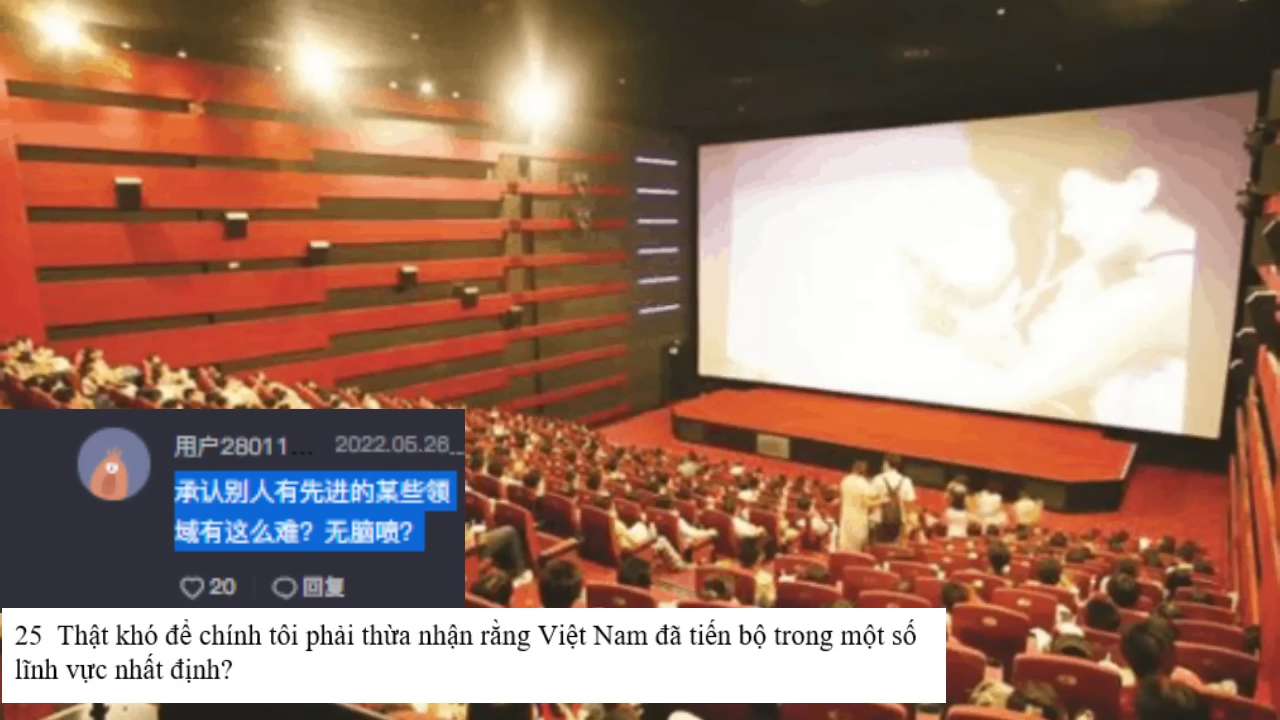 用户28011...
2022.05.26...
承认别人有先进的某些领
域有这么难？无脑喷？
20
回复
25 Thật khó để chính tôi phải thừa nhận rằng Việt Nam đã tiến bộ trong một số
lĩnh vực nhất định?